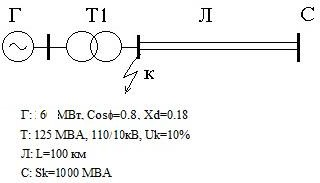 Г Т1 Л С
К
Г: 6 МВт, Cosϕ=0.8, Xd=0.18
Т: 125 МВА, 110/10кВ, Uk=10%
Л: L=100 км
С: Sk=1000 МВА